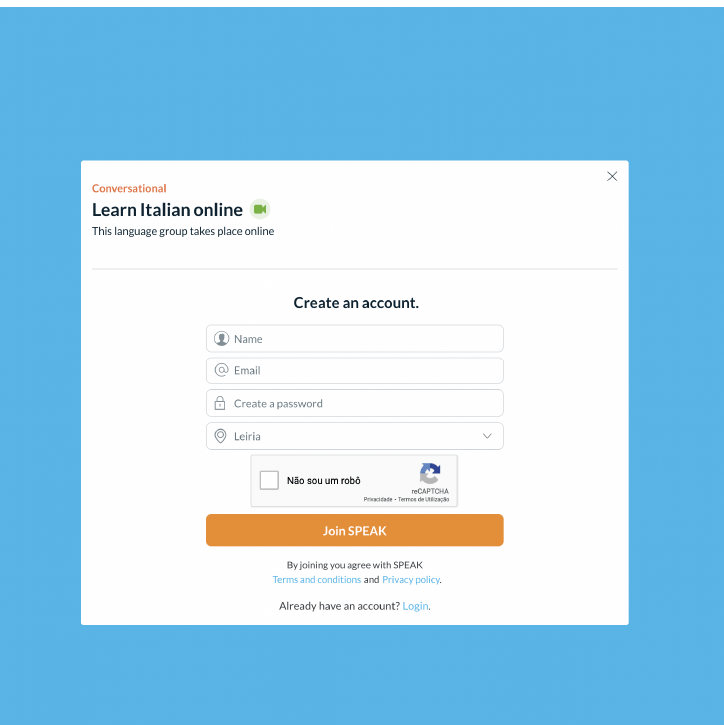 Conversational
Learn Italian online
This language group takes place online
Create an account.
Name
Email
Create a password
Leiria
Não sou um robô
reCAPTCHA
Privacidade - Termos de Utilização
Join SPEAK
By joining you agree with SPEAK
Terms and conditions and Privacy policy.
Already have an account? Login.